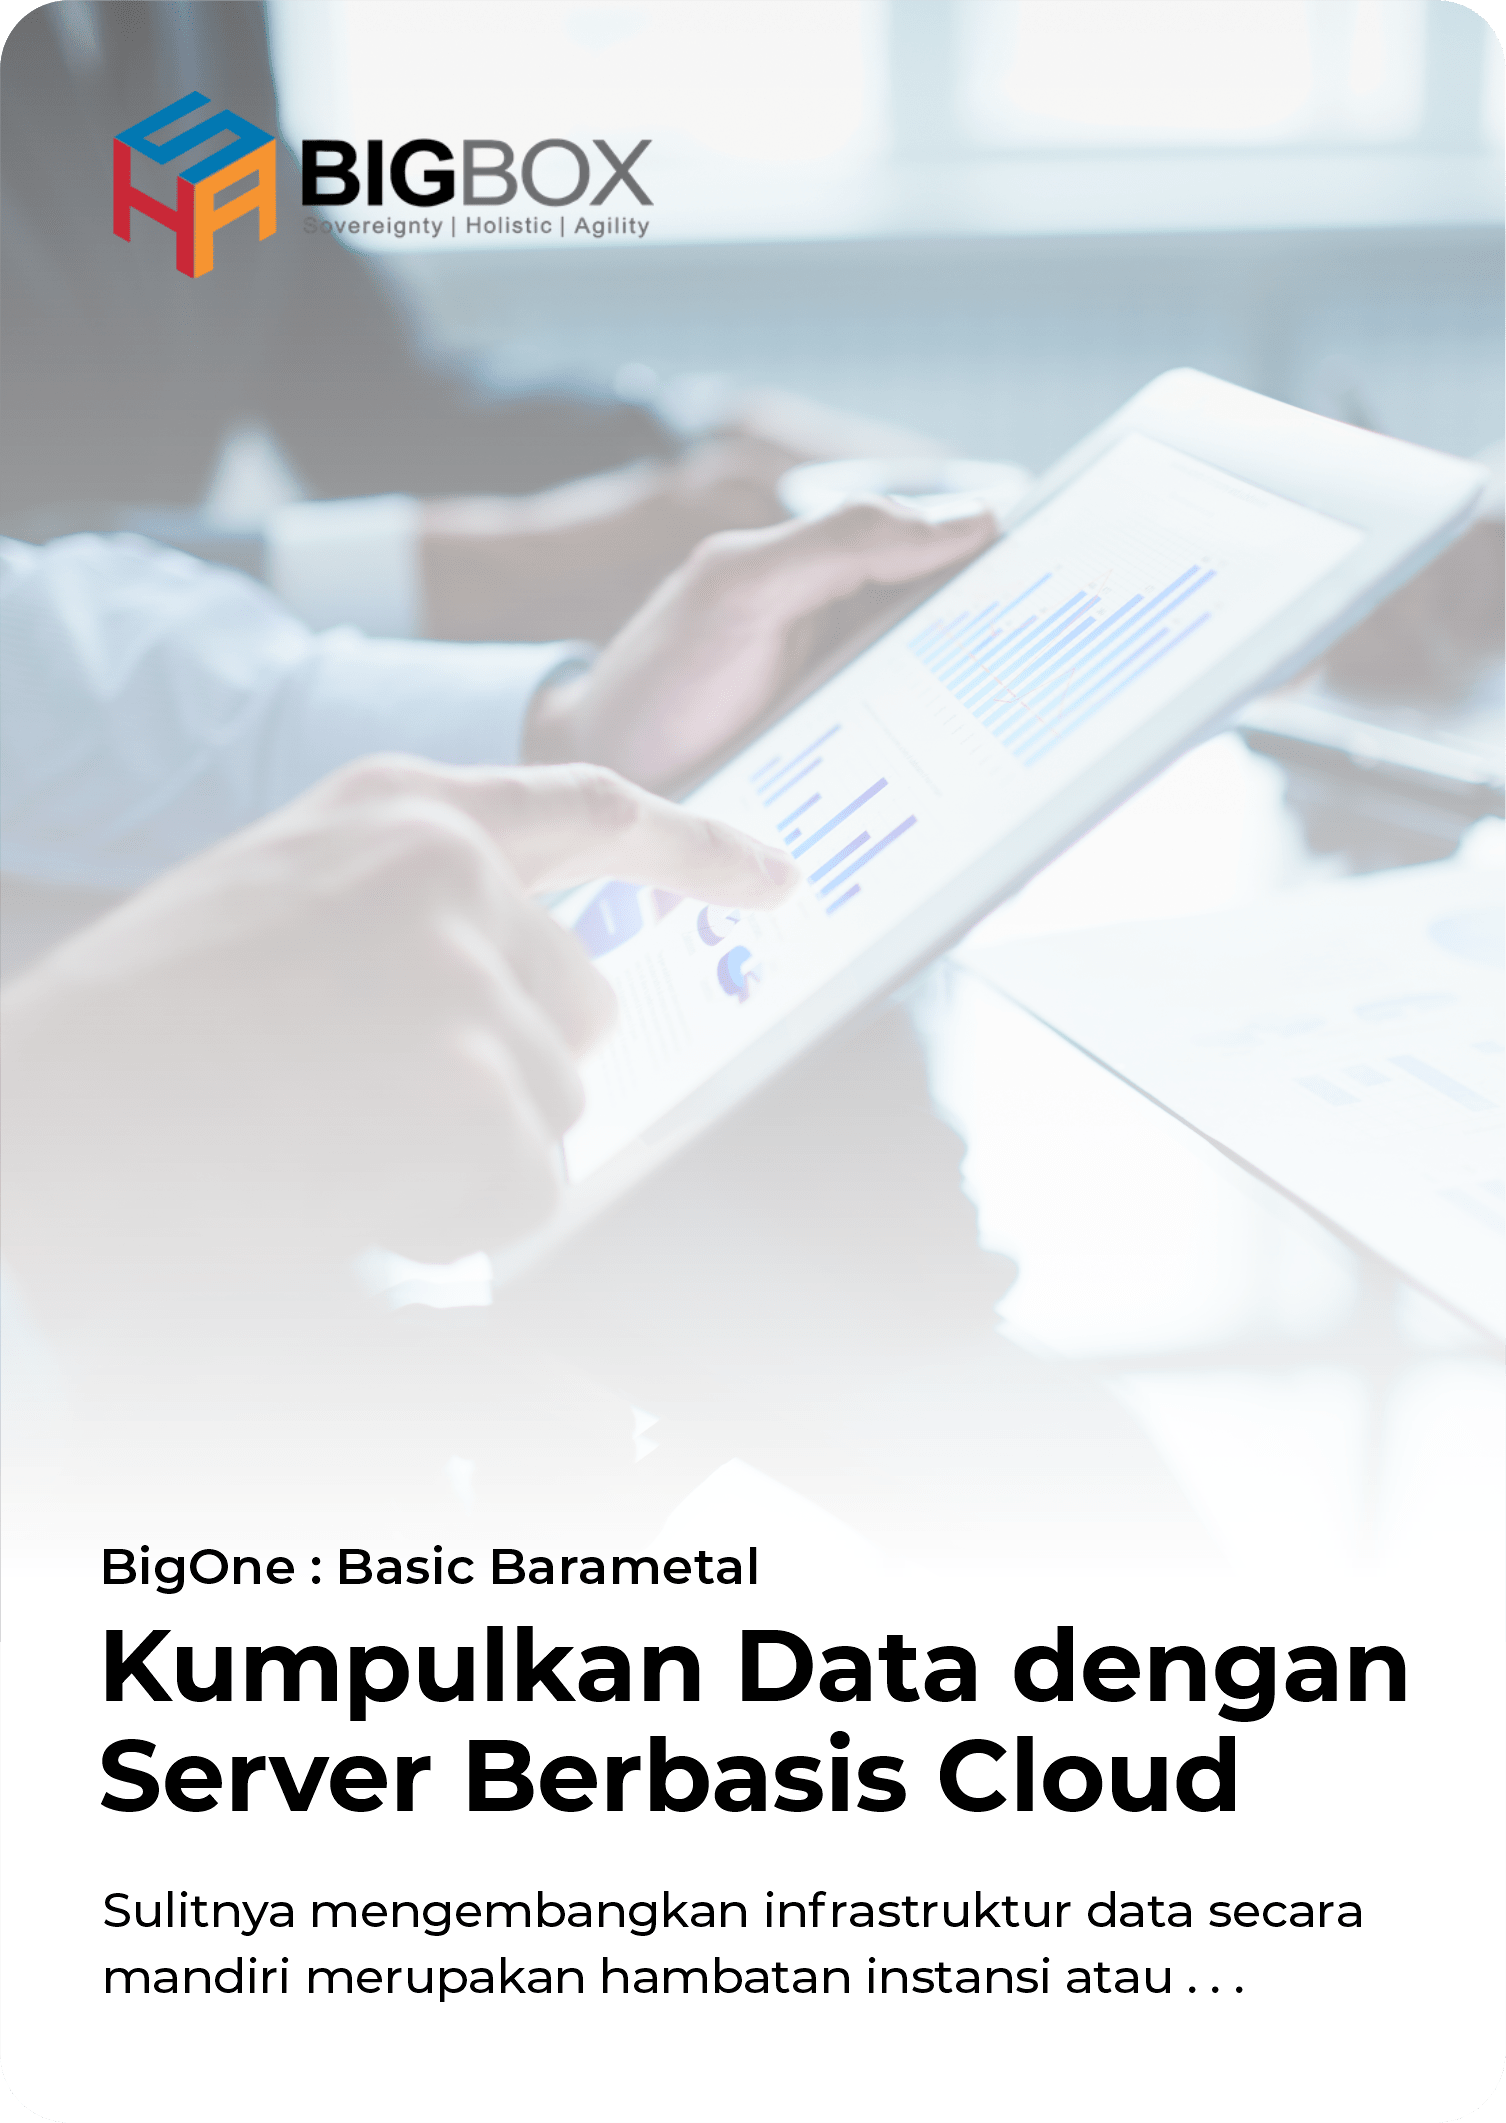 SHA
BIGBOX
Sovereignty | Holistic | Agility
BigOne : Basic Barametal
Kumpulkan Data dengan
Server Berbasis Cloud
Sulitnya mengembangkan infrastruktur data secara
mandiri merupakan hambatan instansi atau . . .